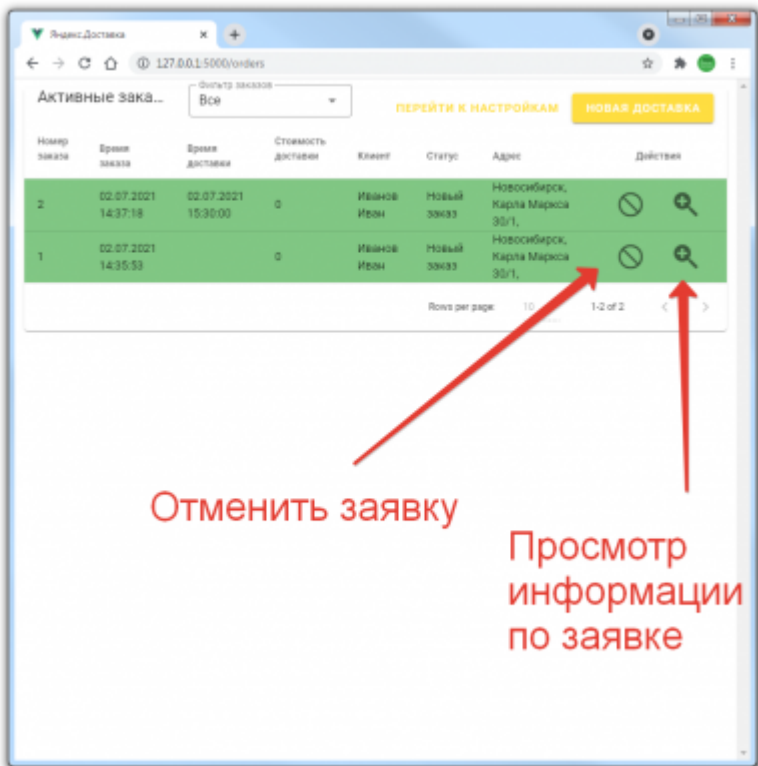 Яндекс.Доставка
127.0.0.1:5000/orders
Активные зака...
Фильтр заказов
Все
ПЕРЕЙТИ К НАСТРОЙКАМ
НОВАЯ ДОСТАВКА
Номер заказа
Время заказа
Время доставки
Стоимость доставки
Клиент
Статус
Адрес
Действия
2
02.07.2021
14:37:18
02.07.2021
15:30:00
0
Иванов
Иван
Новый
заказ
Новосибирск,
Карла Маркса
30/1,
1
02.07.2021
14:35:53
0
Иванов
Иван
Новый
заказ
Новосибирск,
Карла Маркса
30/1,
Rows per page:
10
1-2 of 2
Отменить заявку
Просмотр
информации
по заявке